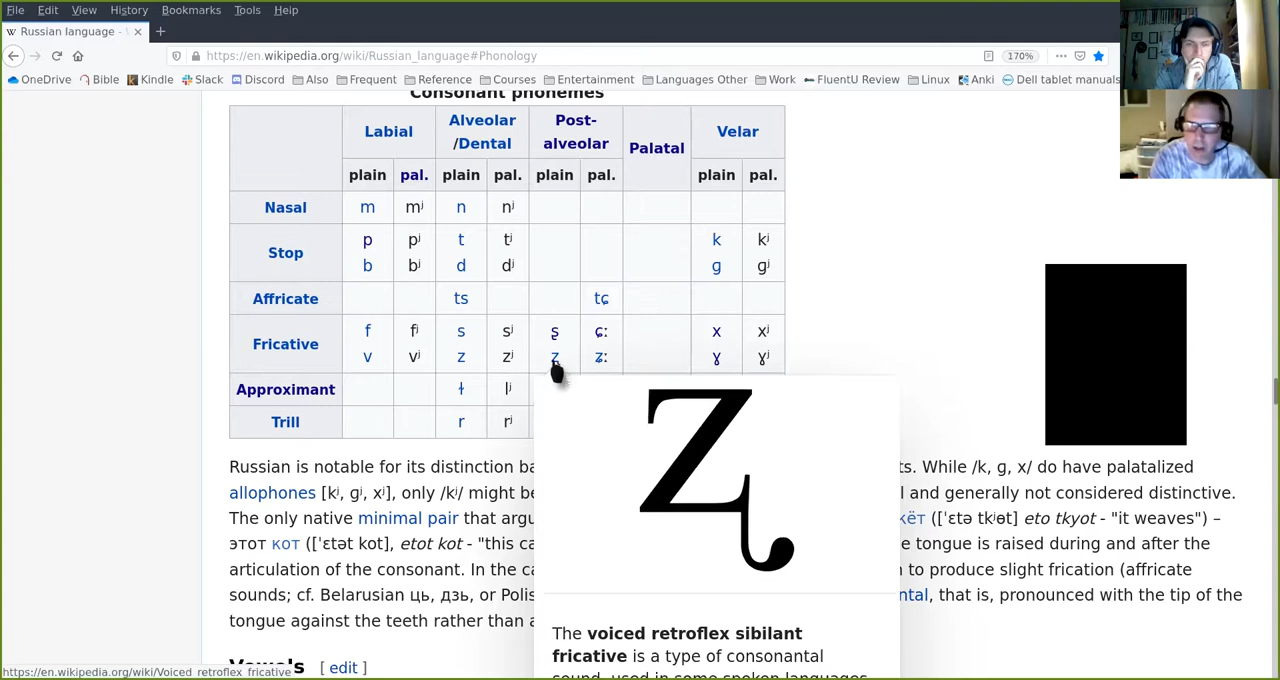 File Edit View History Bookmarks Tools Help
W Russian language - ×
https://en.wikipedia.org/wiki/Russian_language#Phonology 170%
OneDrive Bible Kindle Slack Discord Also Frequent Reference Courses Entertainment Languages Other Work FluentU Review Linux Anki Dell tablet manuals
Consonant phonemes
Labial Alveolar /Dental Post-alveolar Palatal Velar
plain pal. plain pal. plain pal. plain pal.
Nasal m mʲ n nʲ
Stop p pʲ t tʲ k kʲ
b bʲ d dʲ g gʲ
Affricate ts tɕ
Fricative f fʲ s sʲ ʂ ɕː x xʲ
v vʲ z zʲ ʐ ʑː ɣ ɣʲ
Approximant ɫ lʲ
Trill r rʲ
ʐ
Russian is notable for its distinction ts. While /k, g, x/ do have palatalized
allophones [kʲ, gʲ, xʲ], only /kʲ/ might be l and generally not considered distinctive.
The only native minimal pair that кёт ([ˈɛtə tkʲɵt] eto tkyot - "it weaves") –
этот кот ([ˈɛtət kot], etot kot - "this e tongue is raised during and after the
articulation of the consonant. In the n to produce slight frication (affricate
sounds; cf. Belarusian ць, дзь, or ntal, that is, pronounced with the tip of the
tongue against the teeth rather than
The voiced retroflex sibilant
fricative is a type of consonantal
sound, used in some spoken languages
Vowels [ edit ]
https://en.wikipedia.org/wiki/Voiced_retroflex_fricative